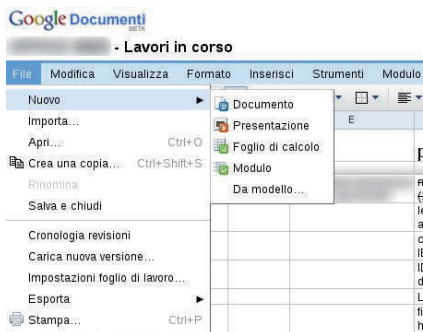 Google Documenti
BETA
- Lavori in corso
File Modifica Visualizza Formato Inserisci Strumenti Modulo
Nuovo
Documento
Presentazione
Foglio di calcolo
Modulo
Da modello...
Importa...
Apri... Ctrl+O
Crea una copia... Ctrl+Shift+S
Rinomina
Salva e chiudi
Cronologia revisioni
Carica nuova versione...
Impostazioni foglio di lavoro...
Esporta
Stampa... Ctrl+P
E